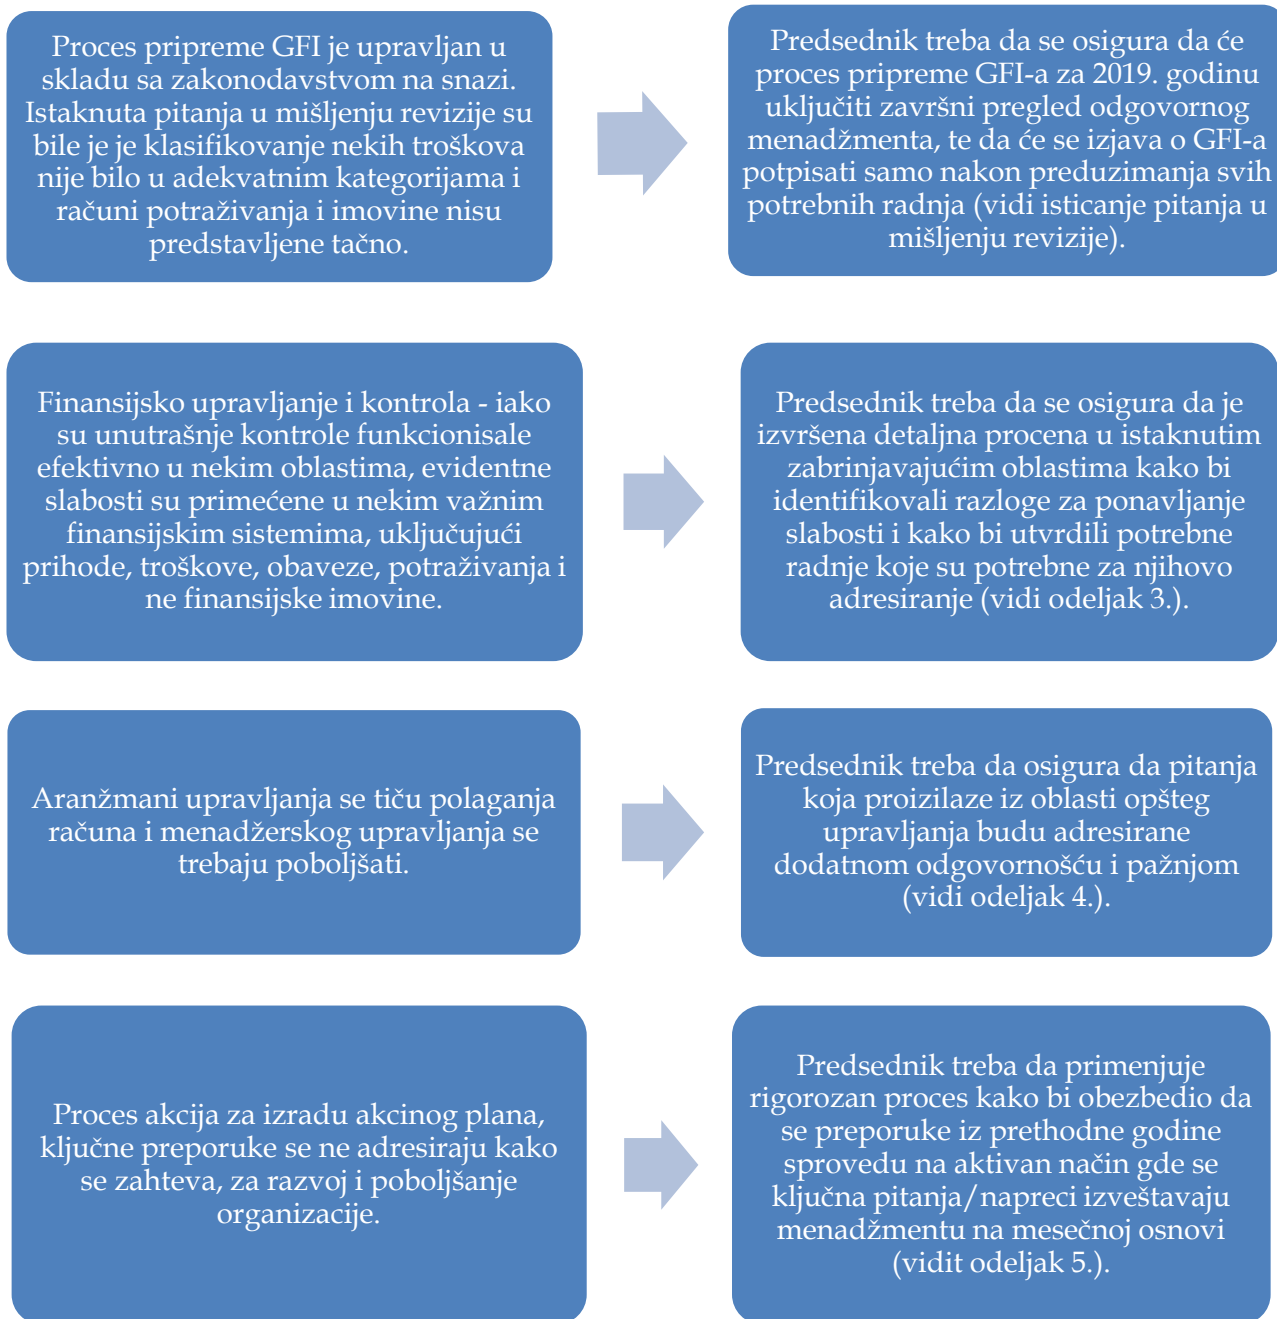 Proces pripreme GFI je upravljan u
skladu sa zakonodavstvom na snazi.
Istaknuta pitanja u mišljenju revizije su
bile je je klasifikovanje nekih troškova
nije bilo u adekvatnim kategorijama i
računi potraživanja i imovine nisu
predstavljene tačno.
Predsednik treba da se osigura da će
proces pripreme GFI-a za 2019. godinu
uključiti završni pregled odgovornog
menadžmenta, te da će se izjava o GFI-a
potpisati samo nakon preduzimanja svih
potrebnih radnja (vidi isticanje pitanja u
mišljenju revizije).
Finansijsko upravljanje i kontrola - iako
su unutrašnje kontrole funkcionisale
efektivno u nekim oblastima, evidentne
slabosti su primećene u nekim važnim
finansijskim sistemima, uključujući
prihode, troškove, obaveze, potraživanja i
ne finansijske imovine.
Predsednik treba da se osigura da je
izvršena detaljna procena u istaknutim
zabrinjavajućim oblastima kako bi
identifikovali razloge za ponavljanje
slabosti i kako bi utvrdili potrebne
radnje koje su potrebne za njihovo
adresiranje (vidi odeljak 3.).
Aranžmani upravljanja se tiču polaganja
računa i menadžerskog upravljanja se
trebaju poboljšati.
Predsednik treba da osigura da pitanja
koja proizilaze iz oblasti opšteg
upravljanja budu adresirane
dodatnom odgovornošću i pažnjom
(vidi odeljak 4.).
Proces akcija za izradu akcinog plana,
ključne preporuke se ne adresiraju kako
se zahteva, za razvoj i poboljšanje
organizacije.
Predsednik treba da primenjuje
rigorozan proces kako bi obezbedio da
se preporuke iz prethodne godine
sprovedu na aktivan način gde se
ključna pitanja/napreci izveštavaju
menadžmentu na mesečnoj osnovi
(vidit odeljak 5.).